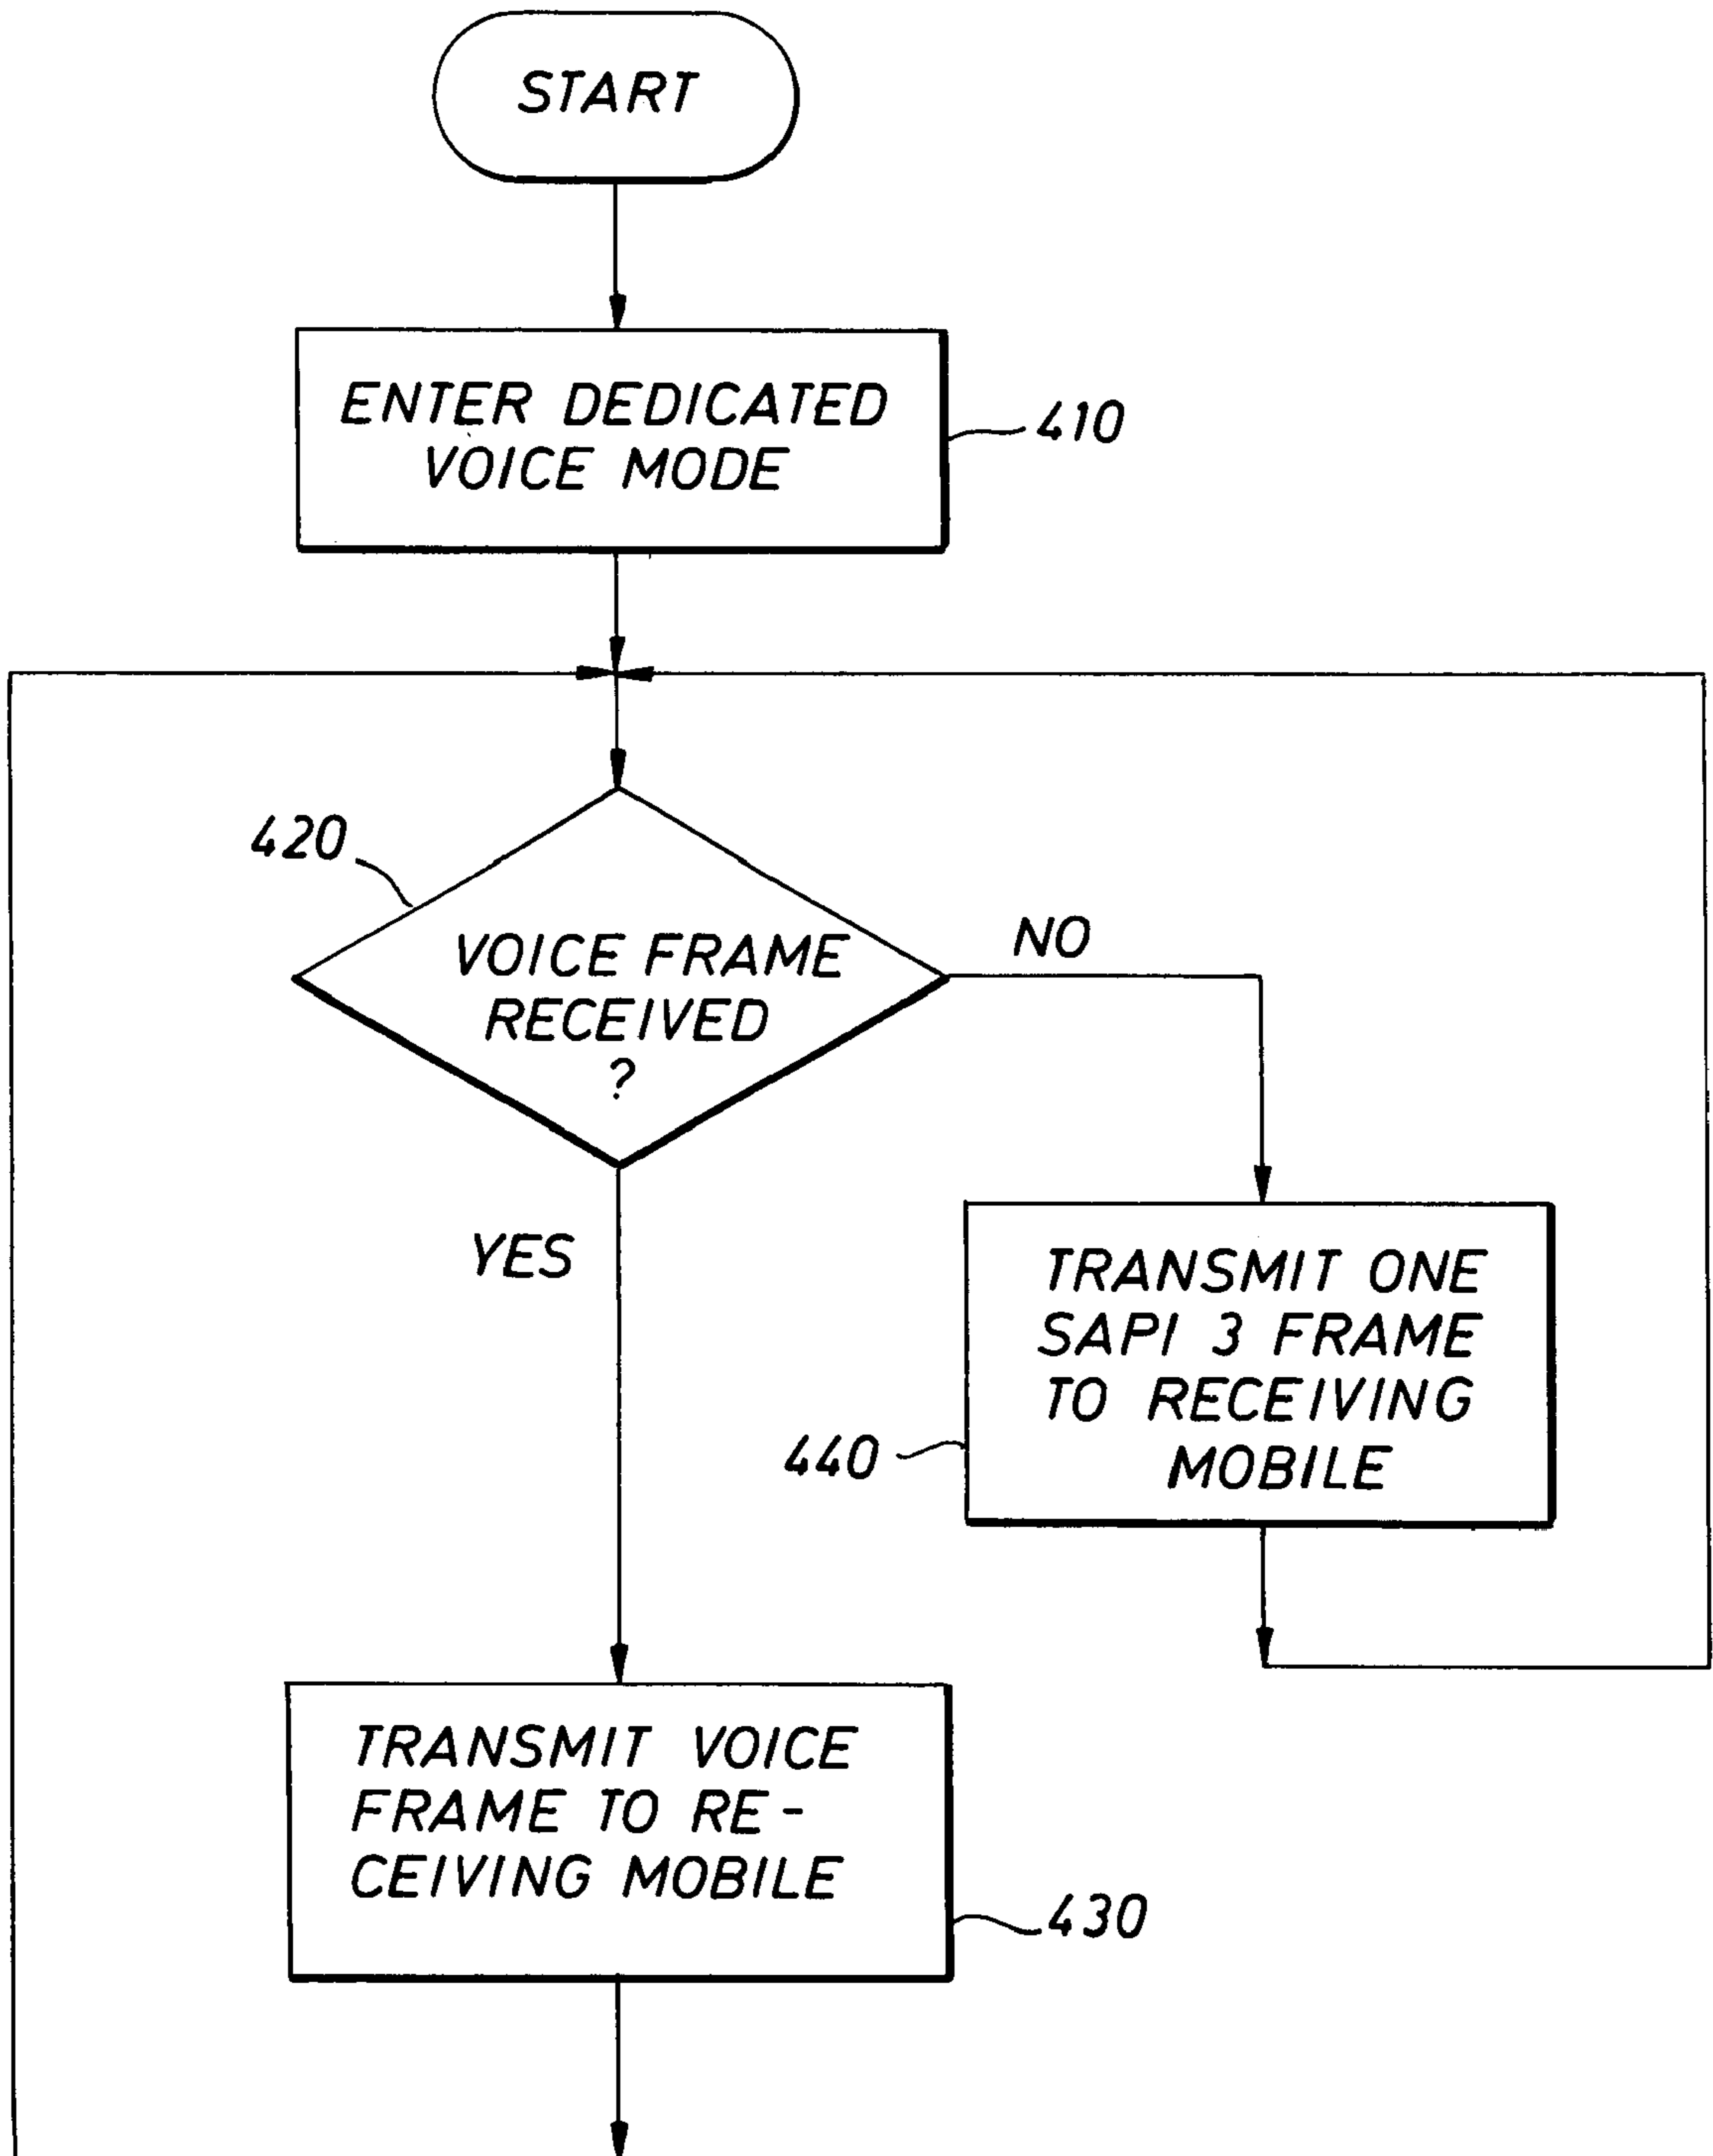 START
ENTER DEDICATED
VOICE MODE
410
420
VOICE FRAME
RECEIVED
?
NO
YES
TRANSMIT ONE
SAPI 3 FRAME
TO RECEIVING
MOBILE
440
TRANSMIT VOICE
FRAME TO RE-
CEIVING MOBILE
430